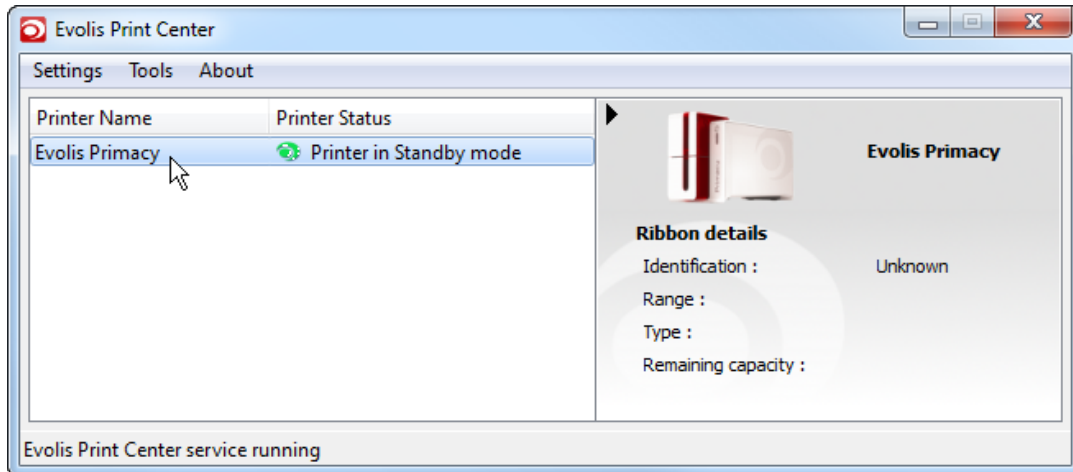 Evolis Print Center
Settings Tools About
Printer Name Printer Status
Evolis Primacy Printer in Standby mode
Evolis Primacy
Ribbon details
Identification : Unknown
Range :
Type :
Remaining capacity :
Evolis Print Center service running